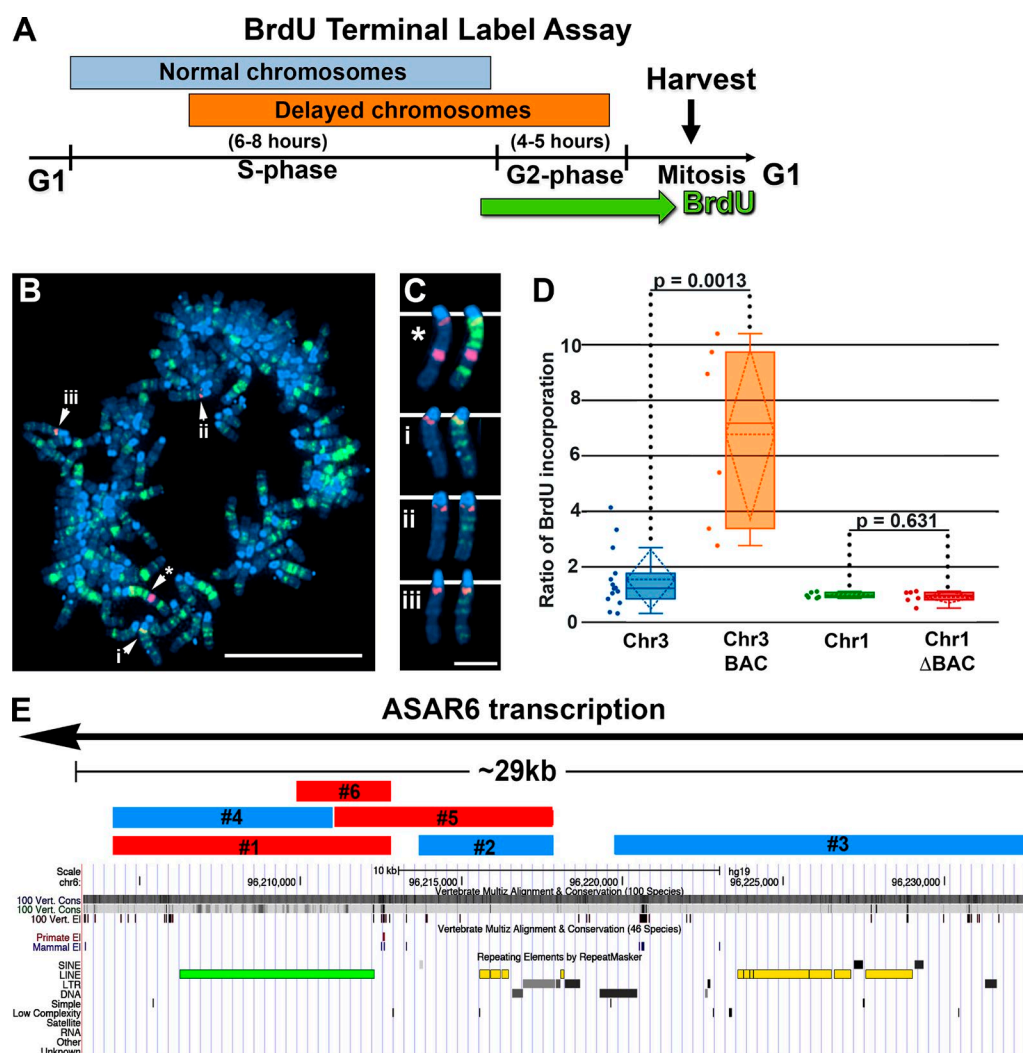 A
BrdU Terminal Label Assay
Normal chromosomes
Delayed chromosomes
Harvest
(6-8 hours)
(4-5 hours)
G1
S-phase
G2-phase
Mitosis
G1
BrdU
B
iii
ii
*
i
C
*
i
ii
iii
D
p = 0.0013
p = 0.631
Ratio of BrdU incorporation
10
8
6
4
2
0
Chr3
Chr3 BAC
Chr1
Chr1 ΔBAC
E
ASAR6 transcription
~29kb
#6
#4
#5
#1
#2
#3
Scale
10 kb
hg19
chr6:
96,210,000
96,215,000
96,220,000
96,225,000
96,230,000
Vertebrate Multiz Alignment & Conservation (100 Species)
100 Vert. Cons
100 Vert. Cons
100 Vert. El
Vertebrate Multiz Alignment & Conservation (46 Species)
Primate El
Mammal El
Repeating Elements by RepeatMasker
SINE
LINE
LTR
DNA
Simple
Low Complexity
Satellite
RNA
Other
Unknown